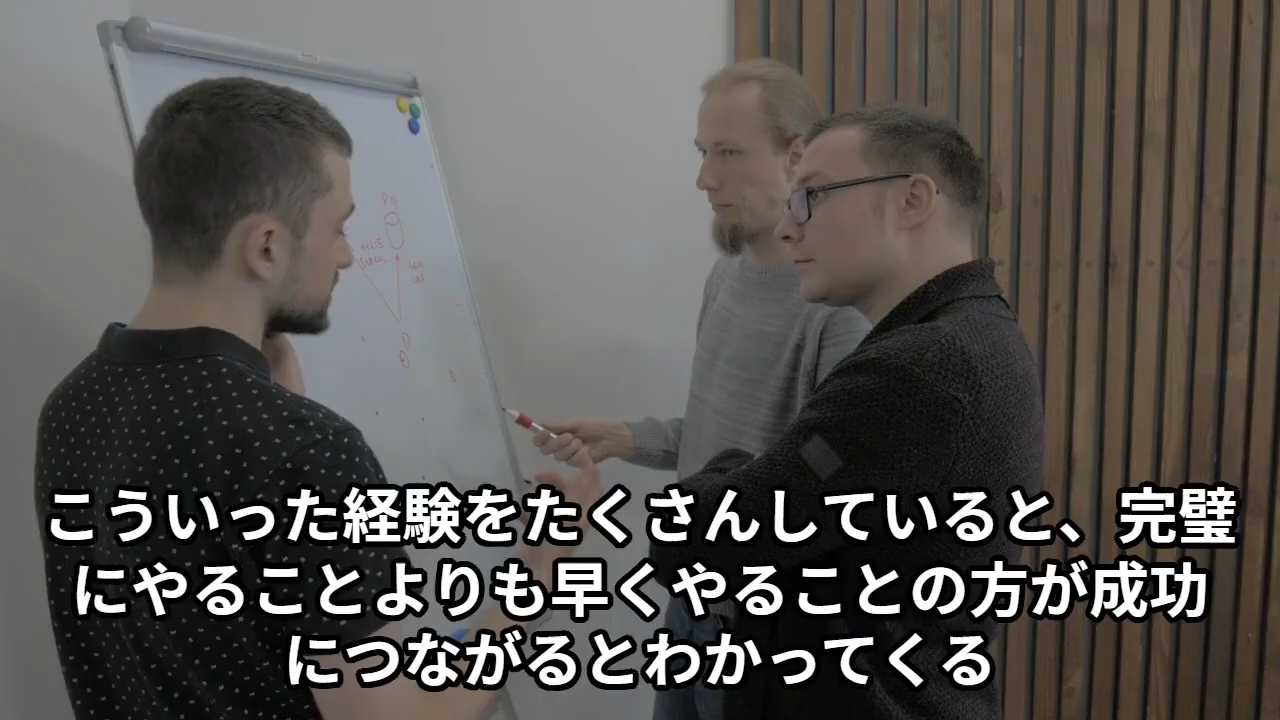 こういった経験をたくさんしていると、完璧
にやることよりも早くやることの方が成功
につながるとわかってくる